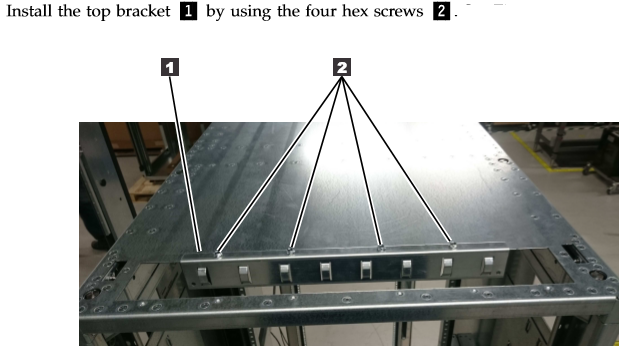 Install the top bracket 1 by using the four hex screws 2.
1 2